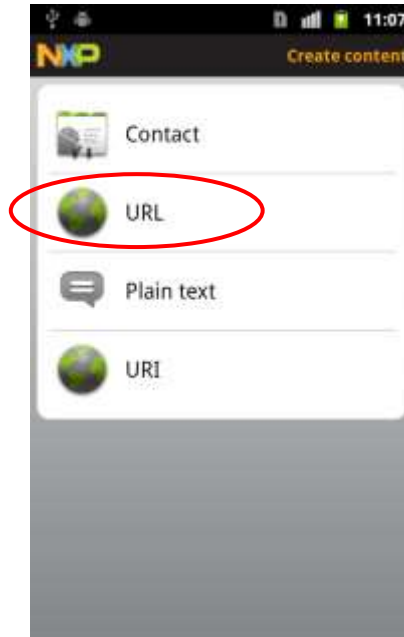 11:07
NXP
Create content
Contact
URL
Plain text
URI